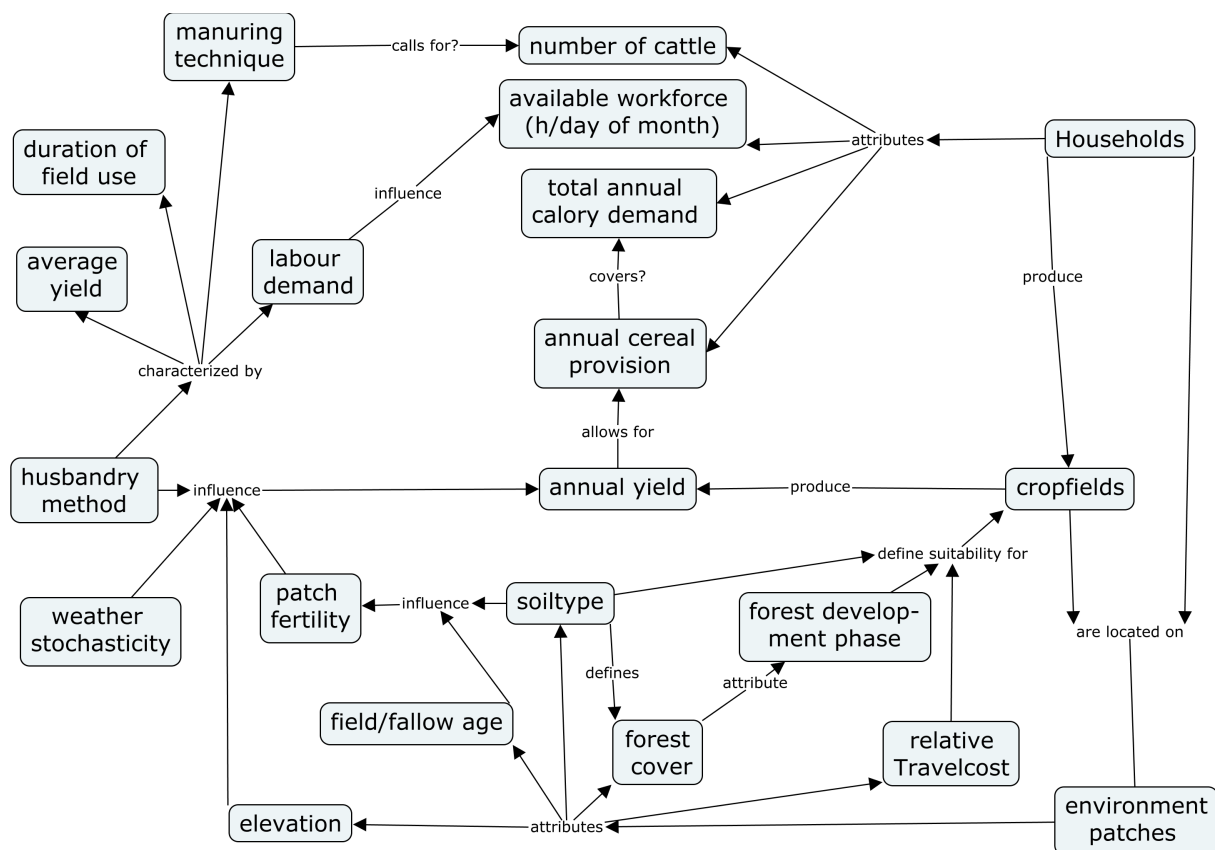 manuring
technique
calls for?
number of cattle
available workforce
(h/day of month)
attributes
Households
duration of
field use
influence
total annual
calory demand
average
yield
labour
demand
covers?
produce
annual cereal
provision
characterized by
allows for
husbandry
method
influence
annual yield
produce
cropfields
define suitability for
weather
stochasticity
patch
fertility
influence
soiltype
forest develop-
ment phase
are located on
defines
attribute
field/fallow age
forest
cover
relative
Travelcost
elevation
attributes
environment
patches